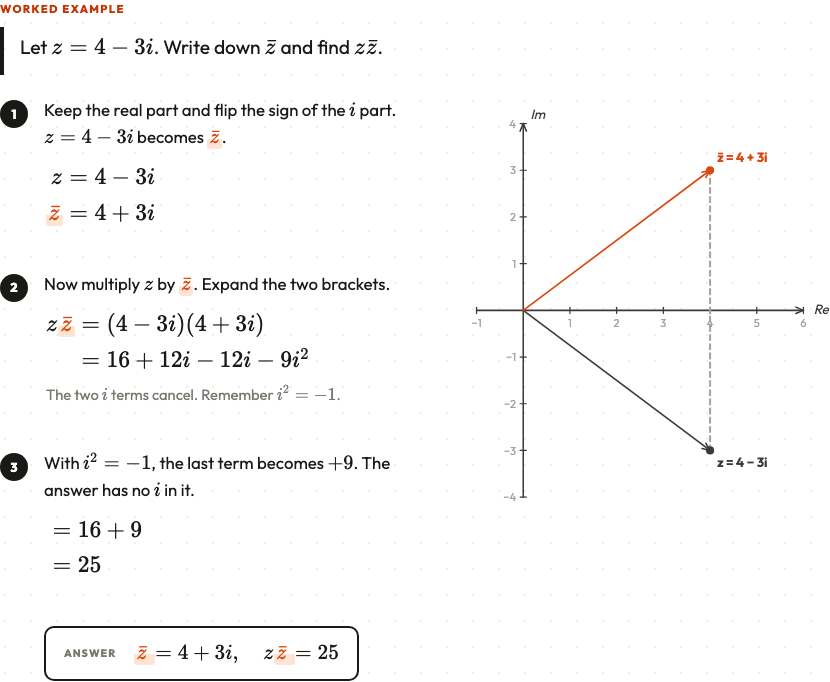 WORKED EXAMPLE
Let z = 4 − 3i. Write down z̄ and find zz̄.
1
Keep the real part and flip the sign of the i part.
z = 4 − 3i becomes z̄.
z = 4 − 3i
z̄ = 4 + 3i
2
Now multiply z by z̄. Expand the two brackets.
zz̄ = (4 − 3i)(4 + 3i)
= 16 + 12i − 12i − 9i²
The two i terms cancel. Remember i² = −1.
3
With i² = −1, the last term becomes +9. The
answer has no i in it.
= 16 + 9
= 25
ANSWER z̄ = 4 + 3i, zz̄ = 25
Im
4
z̄ = 4 + 3i
3
2
1
Re
−1 1 2 3 4 5 6
−1
−2
−3
z = 4 − 3i
−4